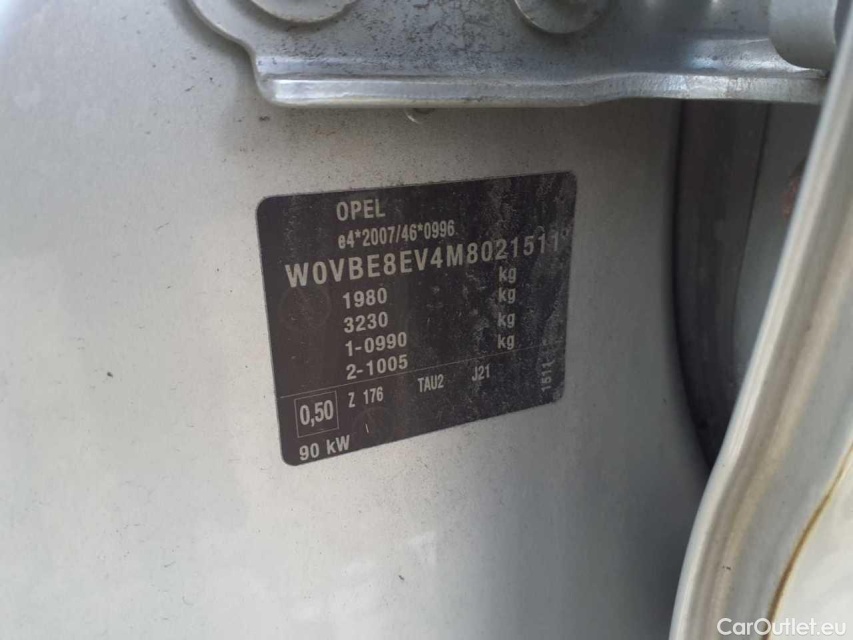 OPEL
e4*2007/46*0996
W0VBE8EV4M8021511
kg
1980 kg
3230 kg
1-0990 kg
2-1005
0,50 Z 176 TAU2 J21 1511
90 kW
CarOutlet.eu